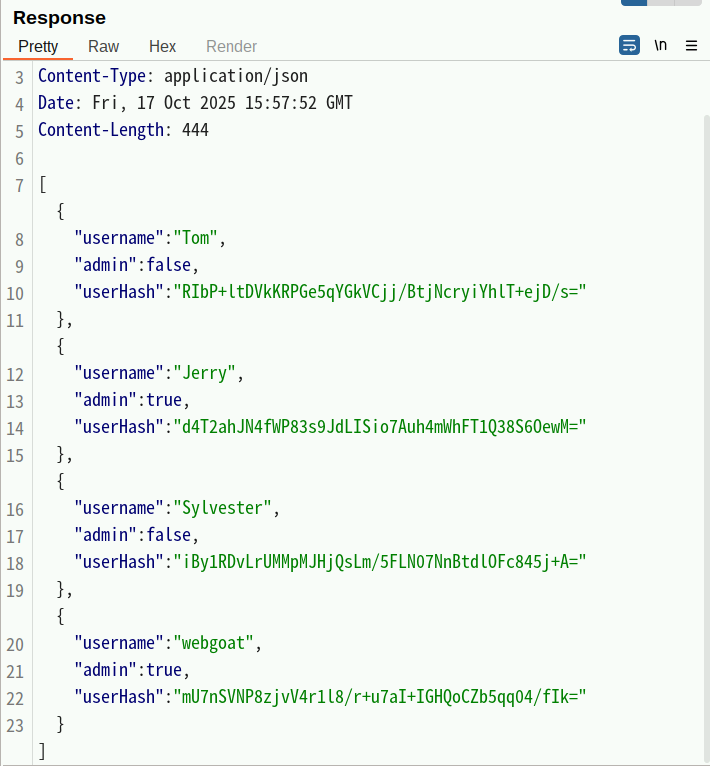 Response
Pretty Raw Hex Render \n
3 Content-Type: application/json
4 Date: Fri, 17 Oct 2025 15:57:52 GMT
5 Content-Length: 444
6
7 [
{
8 "username":"Tom",
9 "admin":false,
10 "userHash":"RIbP+ltDVkKRPGe5qYGkVCjj/BtjNcryiYhlT+ejD/s="
11 },
{
12 "username":"Jerry",
13 "admin":true,
14 "userHash":"d4T2ahJN4fWP83s9JdLISio7Auh4mWhFT1Q38S6OewM="
15 },
{
16 "username":"Sylvester",
17 "admin":false,
18 "userHash":"iBy1RDvLrUMMpMJHjQsLm/5FLNO7NnBtdlOFc845j+A="
19 },
{
20 "username":"webgoat",
21 "admin":true,
22 "userHash":"mU7nSVNP8zjvV4r1l8/r+u7aI+IGHQoCZb5qqO4/fIk="
23 }
]